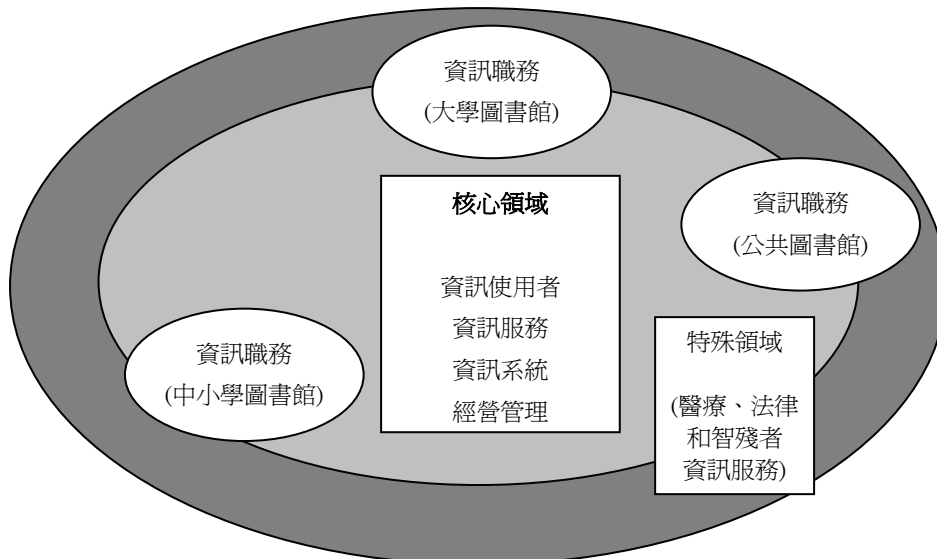 資訊職務
(大學圖書館)
核心領域
資訊使用者
資訊服務
資訊系統
經營管理
資訊職務
(公共圖書館)
資訊職務
(中小學圖書館)
特殊領域
(醫療、法律
和智殘者
資訊服務)